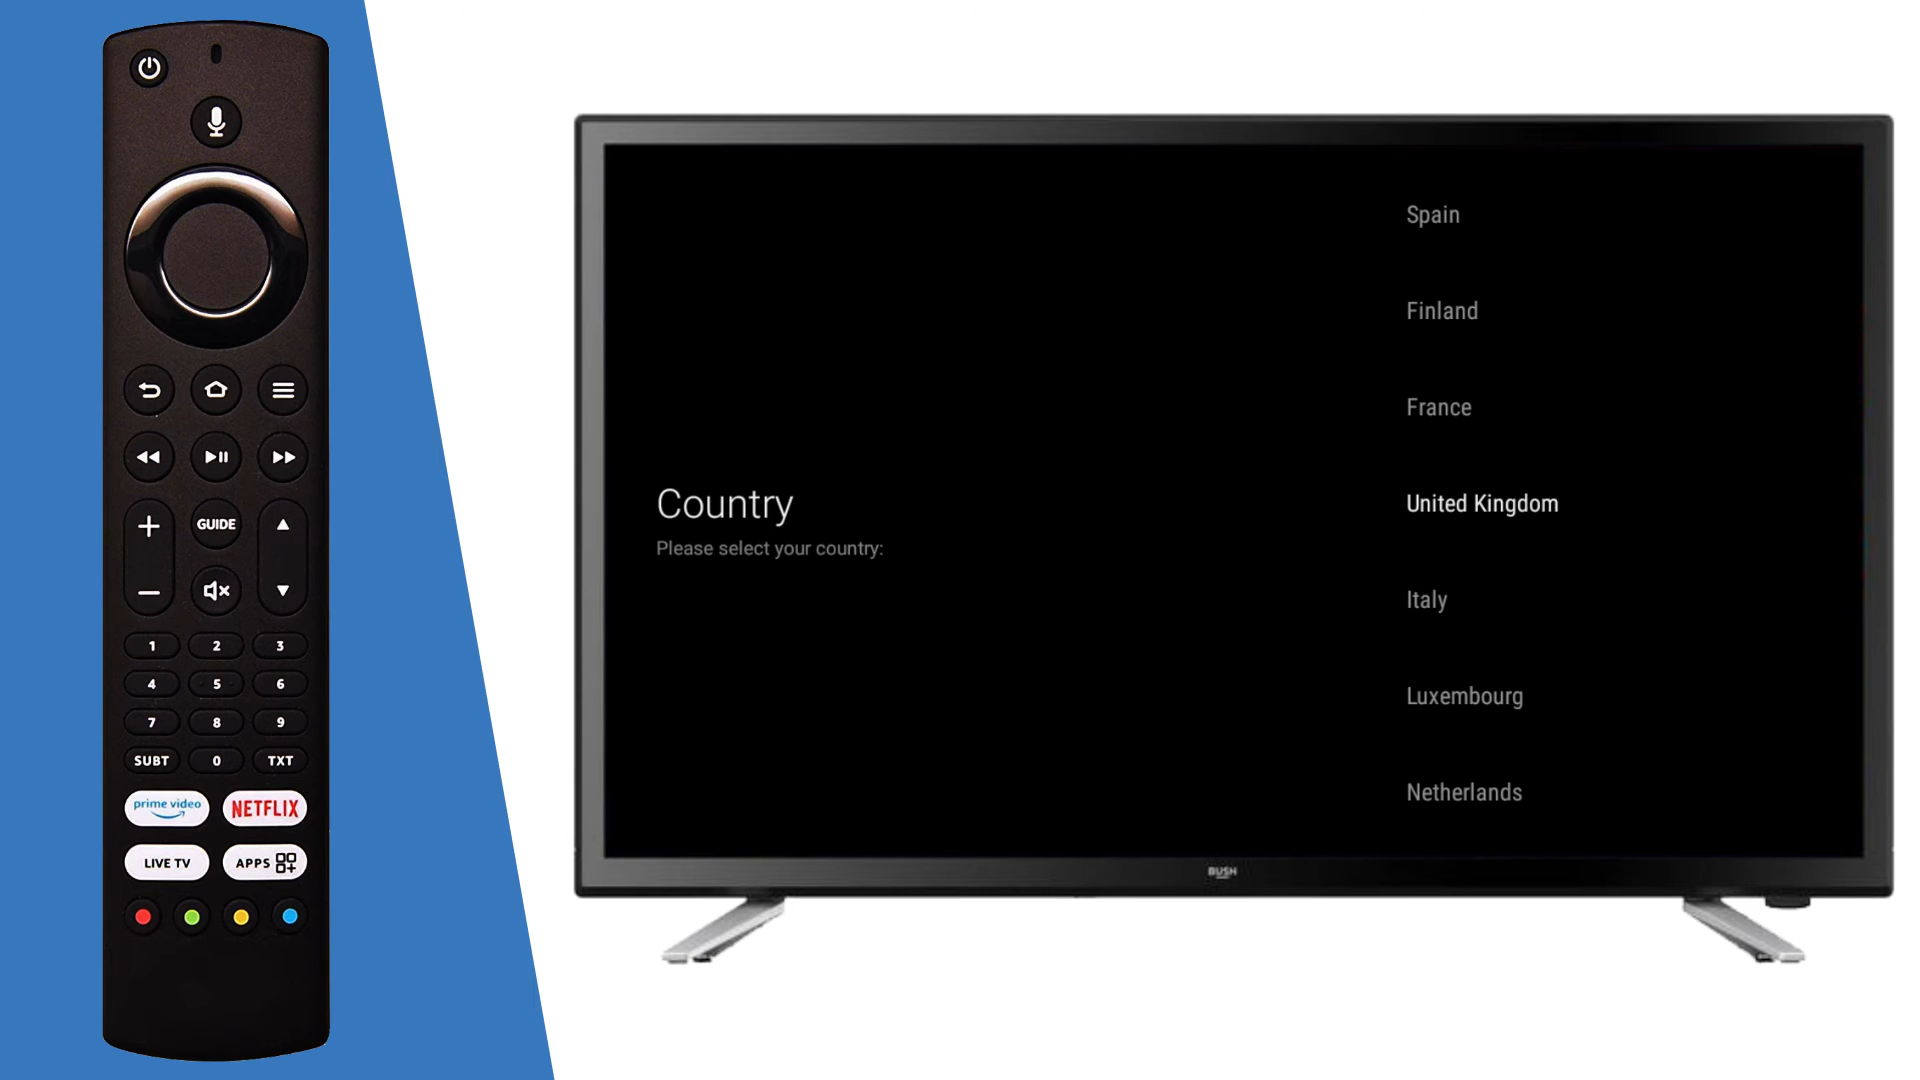 GUIDE
1 2 3
4 5 6
7 8 9
SUBT 0 TXT
prime video NETFLIX
LIVE TV APPS
Country
Please select your country:
Spain
Finland
France
United Kingdom
Italy
Luxembourg
Netherlands
BUSH